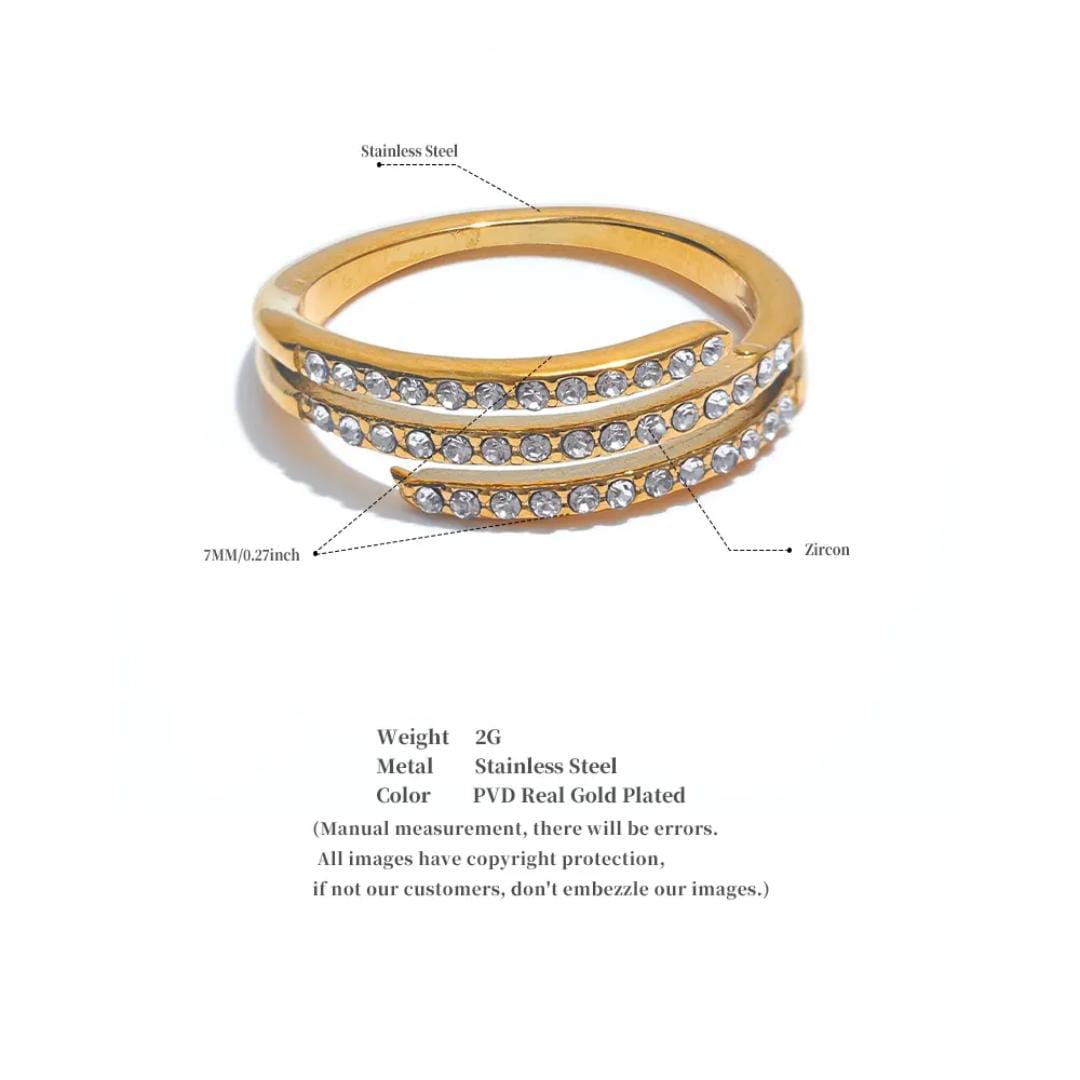 Stainless Steel
7MM/0.27inch
Zircon
Weight 2G
Metal Stainless Steel
Color PVD Real Gold Plated
(Manual measurement, there will be errors.
All images have copyright protection,
if not our customers, don't embezzle our images.)